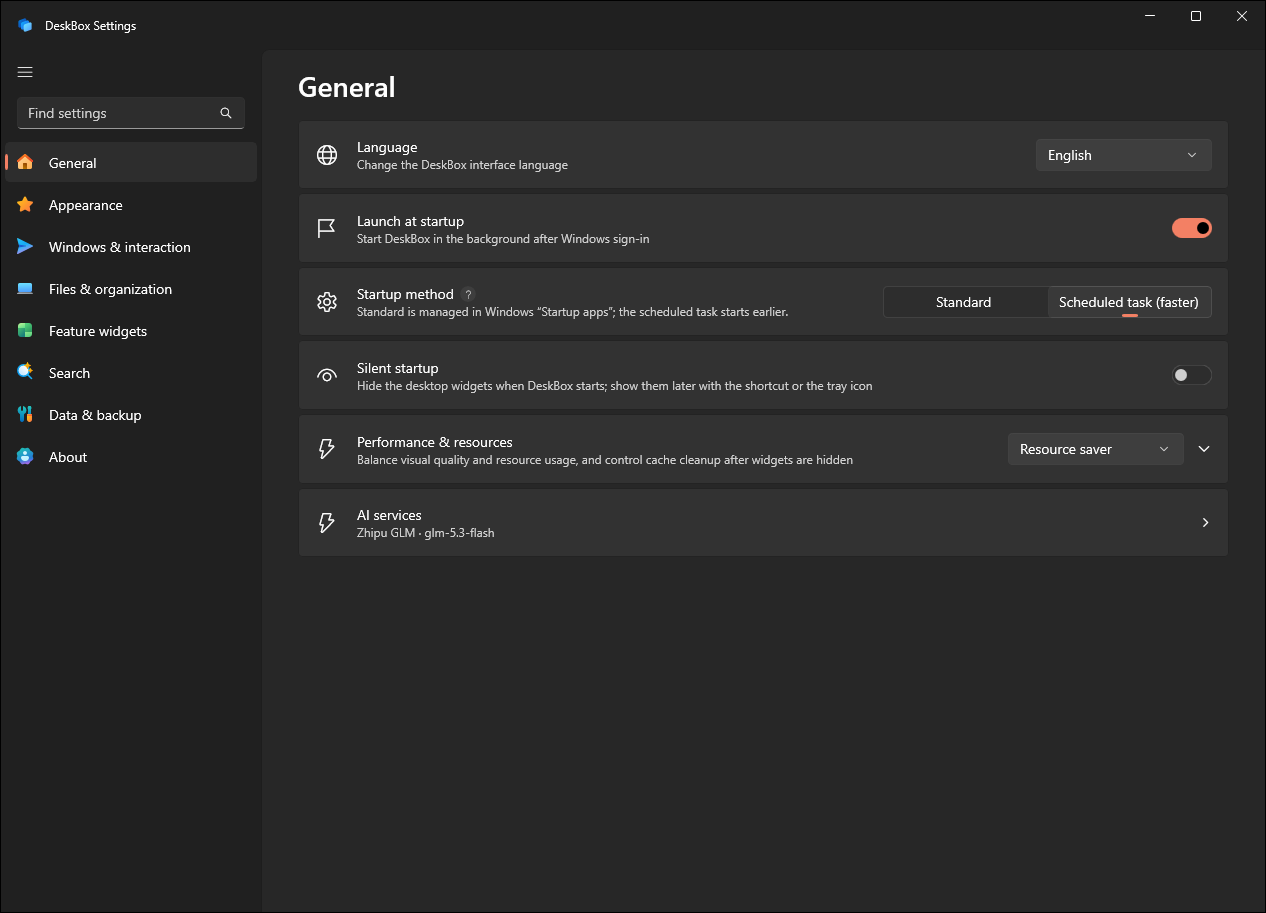 DeskBox Settings
Find settings
General
Appearance
Windows & interaction
Files & organization
Feature widgets
Search
Data & backup
About
General
Language
Change the DeskBox interface language
English
Launch at startup
Start DeskBox in the background after Windows sign-in
Startup method ?
Standard is managed in Windows “Startup apps”; the scheduled task starts earlier.
Standard
Scheduled task (faster)
Silent startup
Hide the desktop widgets when DeskBox starts; show them later with the shortcut or the tray icon
Performance & resources
Balance visual quality and resource usage, and control cache cleanup after widgets are hidden
Resource saver
AI services
Zhipu GLM · glm-5.3-flash